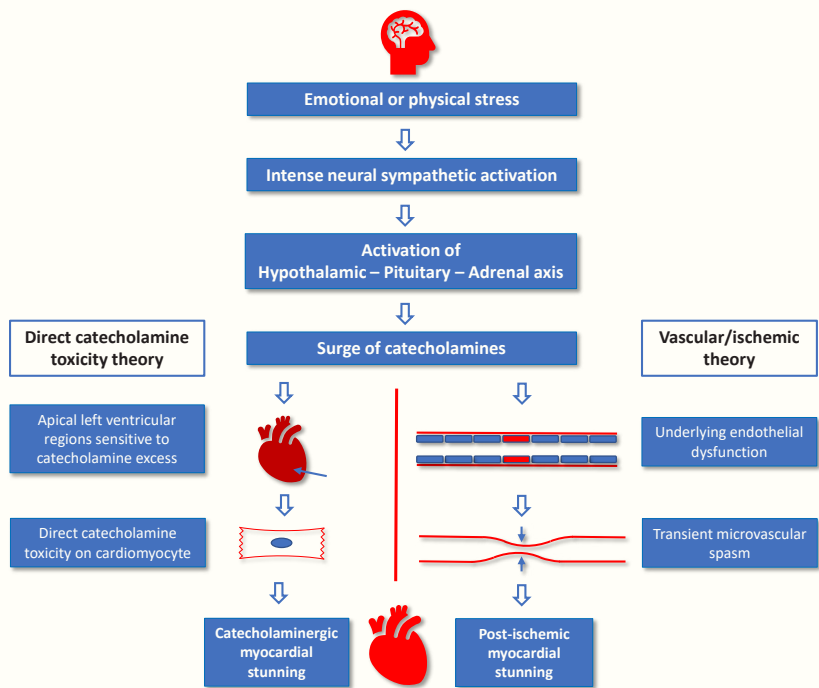 Emotional or physical stress
Intense neural sympathetic activation
Activation of
Hypothalamic – Pituitary – Adrenal axis
Direct catecholamine
toxicity theory
Surge of catecholamines
Vascular/ischemic
theory
Apical left ventricular
regions sensitive to
catecholamine excess
Underlying endothelial
dysfunction
Direct catecholamine
toxicity on cardiomyocyte
Transient microvascular
spasm
Catecholaminergic
myocardial
stunning
Post-ischemic
myocardial
stunning